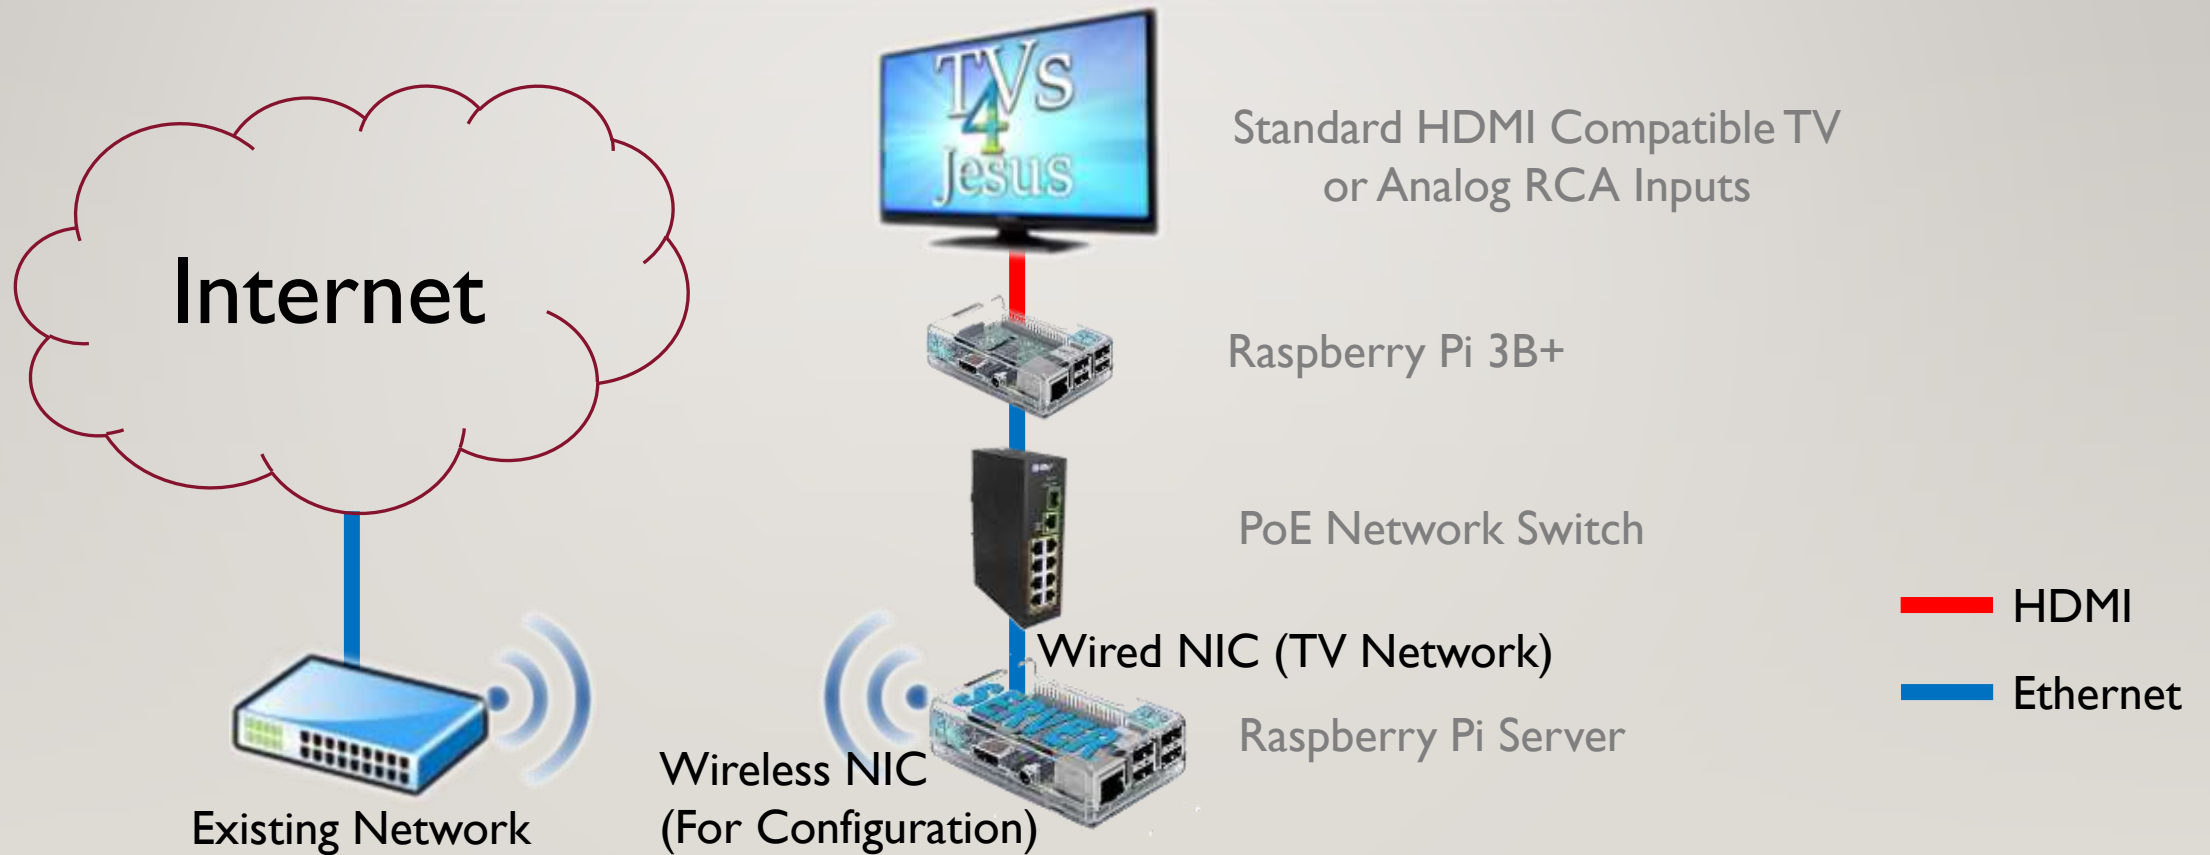 TVs
4
Jesus
Standard HDMI Compatible TV
or Analog RCA Inputs
Internet
Raspberry Pi 3B+
PoE Network Switch
HDMI
Wired NIC (TV Network)
Ethernet
SERVER
Raspberry Pi Server
Wireless NIC
(For Configuration)
Existing Network